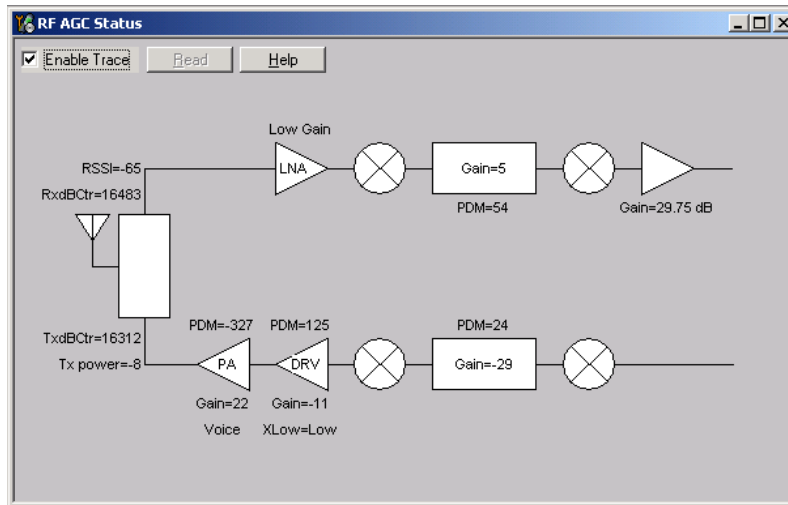 RF AGC Status
Enable Trace
Read
Help
Low Gain
RSSI=-65
LNA
Gain=5
RxdBCtr=16483
PDM=54
Gain=29.75 dB
PDM=-327
PDM=125
PDM=24
TxdBCtr=16312
Tx power=-8
PA
DRV
Gain=-29
Gain=22
Gain=-11
Voice
XLow=Low